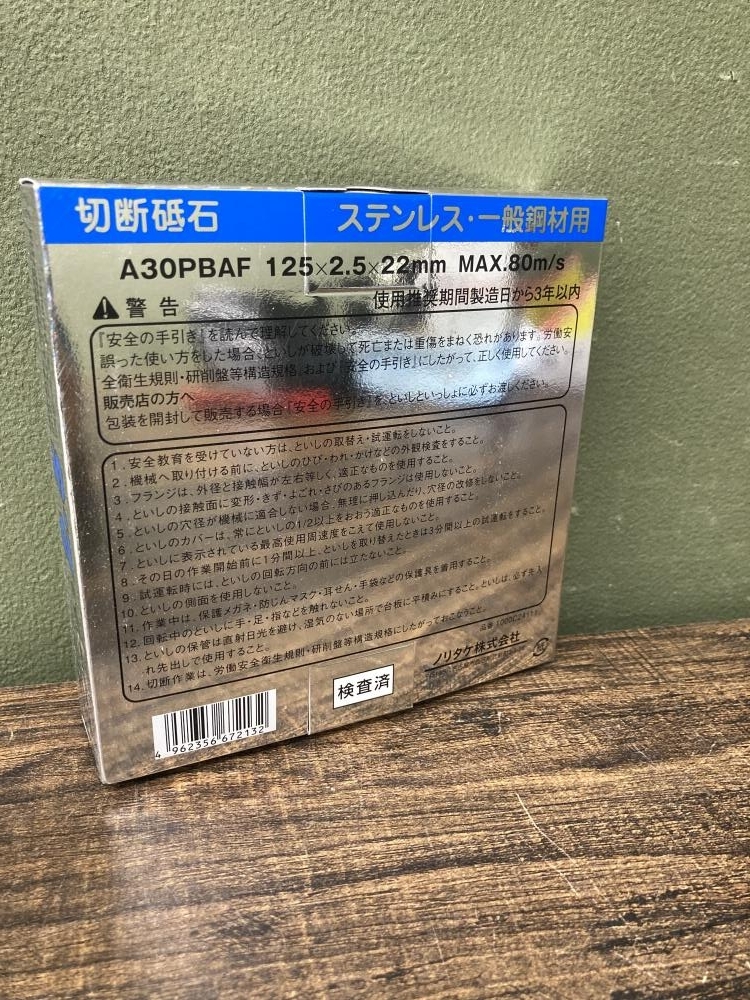 切断砥石 ステンレス・一般鋼材用
A30PBAF 125×2.5×22mm MAX.80m/s
使用推奨期間製造日から3年以内
警告
『安全の手引き』を読んで理解してください。
誤った使い方をした場合、といしが破壊して死亡または重傷をまねく恐れがあります。労働安
全衛生規則・研削盤等構造規格、および『安全の手引き』にしたがって、正しく使用してください。
販売店の方へ
包装を開封して販売する場合『安全の手引き』を、といしといっしょに必ずお渡しください。
1. 安全教育を受けていない方は、といしの取替え・試運転をしないこと。
2. 機械へ取り付ける前に、といしのひび・われ・かけなどの外観検査をすること。
3. フランジは、外径と接触幅が左右等しく、適正なものを使用すること。
4. といしの接触面に変形・きず・よごれ・さびのあるフランジは使用しないこと。
5. といしの穴径が機械に適合しない場合、無理に押し込んだり、穴径の改修をしないこと。
6. といしのカバーは、常にといしの1/2以上をおおう適正なものを使用すること。
7. といしに表示されている最高使用周速度をこえて使用しないこと。
8. その日の作業開始前に1分間以上、といしを取り替えたときは3分間以上の試運転をすること。
9. 試運転時には、といしの回転方向の前には立たないこと。
10. といしの側面を使用しないこと。
11. 作業中は、保護メガネ・防じんマスク・耳せん・手袋などの保護具を着用すること。
12. 回転中のといしに手・足・指などを触れないこと。
13. といしの保管は直射日光を避け、湿気のない場所で台板に平積みにすること。といしは、必ず先入
れ先出しで使用すること。
14. 切断作業は、労働安全衛生規則・研削盤等構造規格にしたがっておこなうこと。
ノリタケ株式会社
検査済
4 962356 672132